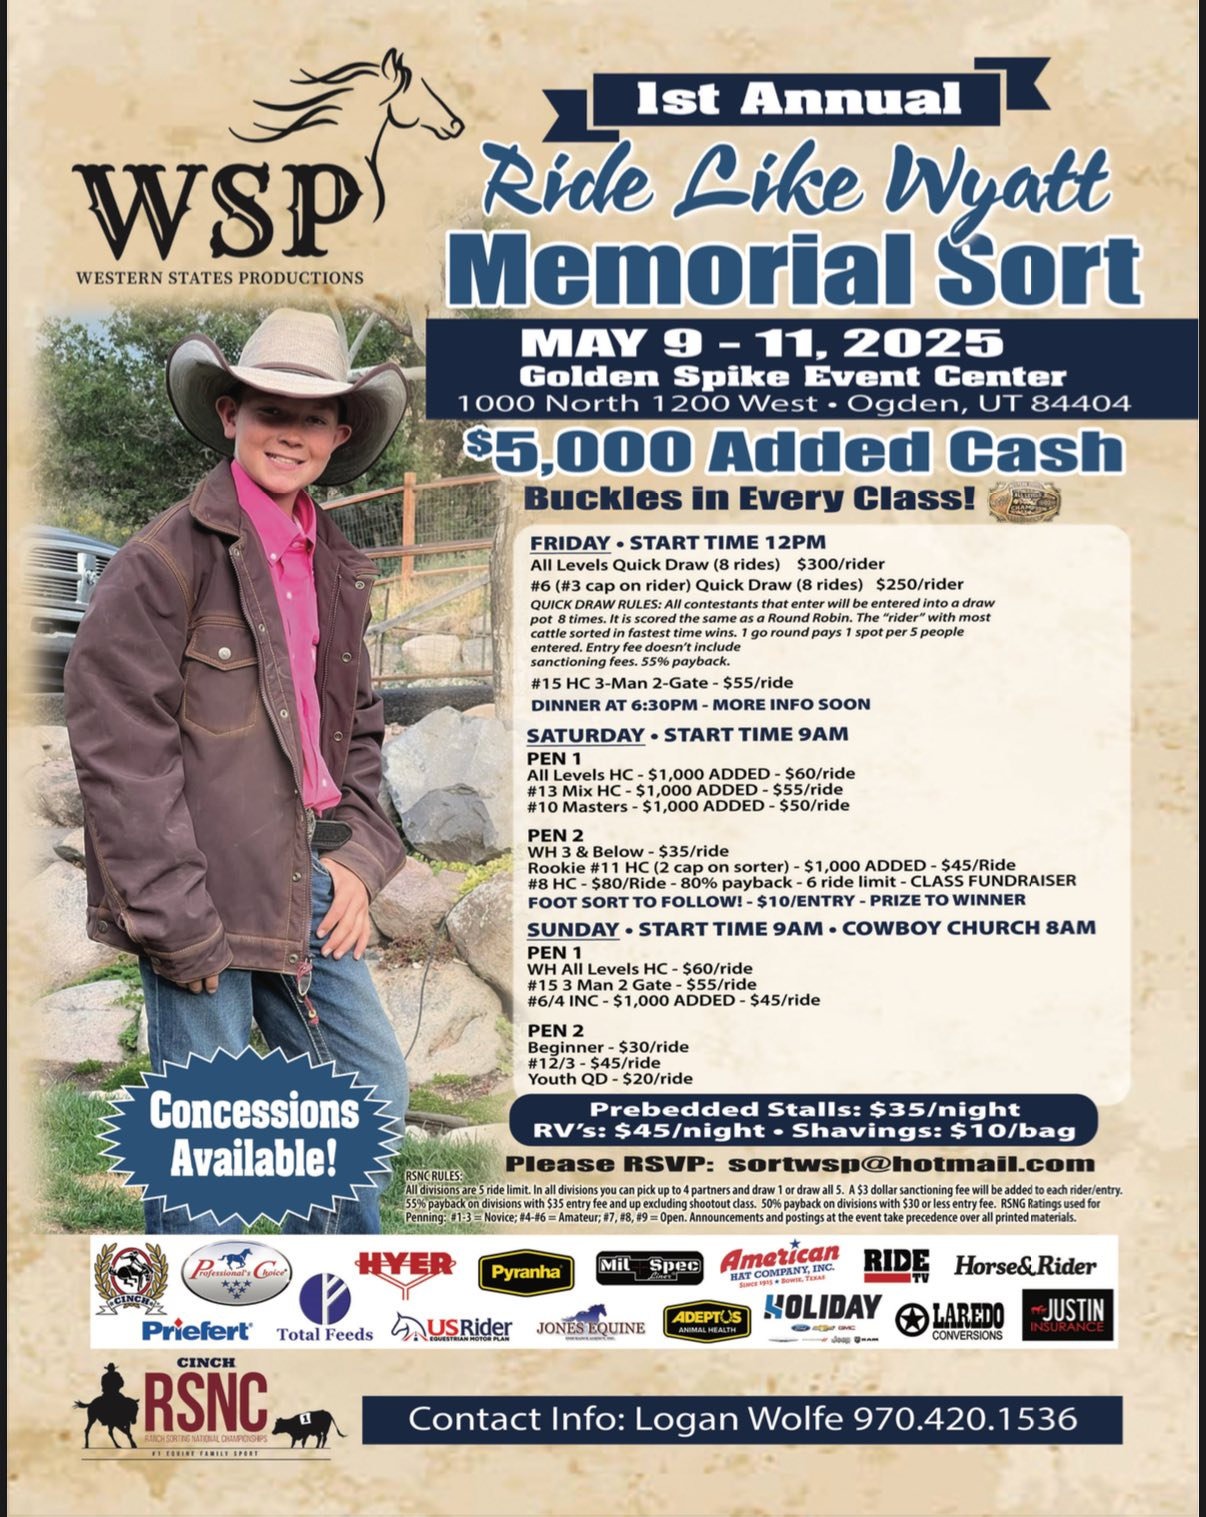 1st Annual
Ride Like Wyatt
Memorial Sort
WSP
WESTERN STATES PRODUCTIONS
MAY 9 - 11, 2025
Golden Spike Event Center
1000 North 1200 West • Ogden, UT 84404
$5,000 Added Cash
Buckles in Every Class!
FRIDAY • START TIME 12PM
All Levels Quick Draw (8 rides) $300/rider
#6 (#3 cap on rider) Quick Draw (8 rides) $250/rider
QUICK DRAW RULES: All contestants that enter will be entered into a draw
pot 8 times. It is scored the same as a Round Robin. The “rider” with most
cattle sorted in fastest time wins. 1 go round pays 1 spot per 5 people
entered. Entry fee doesn't include
sanctioning fees. 55% payback.
#15 HC 3-Man 2-Gate - $55/ride
DINNER AT 6:30PM - MORE INFO SOON
SATURDAY • START TIME 9AM
PEN 1
All Levels HC - $1,000 ADDED - $60/ride
#13 Mix HC - $1,000 ADDED - $55/ride
#10 Masters - $1,000 ADDED - $50/ride
PEN 2
WH 3 & Below - $35/ride
Rookie #11 HC (2 cap on sorter) - $1,000 ADDED - $45/Ride
#8 HC - $80/Ride - 80% payback - 6 ride limit - CLASS FUNDRAISER
FOOT SORT TO FOLLOW! - $10/ENTRY - PRIZE TO WINNER
SUNDAY • START TIME 9AM • COWBOY CHURCH 8AM
PEN 1
WH All Levels HC - $60/ride
#15 3 Man 2 Gate - $55/ride
#6/4 INC - $1,000 ADDED - $45/ride
PEN 2
Beginner - $30/ride
#12/3 - $45/ride
Youth QD - $20/ride
Concessions
Available!
Prebedded Stalls: $35/night
RV's: $45/night • Shavings: $10/bag
Please RSVP: sortwsp@hotmail.com
RSNC RULES:
All divisions are 5 ride limit. In all divisions you can pick up to 4 partners and draw 1 or draw all 5. A $3 dollar sanctioning fee will be added to each rider/entry.
55% payback on divisions with $35 entry fee and up excluding shootout class. 50% payback on divisions with $30 or less entry fee. RSNG Ratings used for
Penning: #1-3 = Novice; #4-#6 = Amateur; #7, #8, #9 = Open. Announcements and postings at the event take precedence over all printed materials.
CINCH
Professional's Choice
HYER
Pyranha
Mil Spec
Liner
American
HAT COMPANY, INC.
SINCE 1915 ★ BOWIE, TEXAS
RIDE
TV
Horse&Rider
Priefert
Total Feeds
USRider
EQUESTRIAN MOTOR PLAN
JONES EQUINE
ADEPTUS
ANIMAL HEALTH
HOLIDAY
Ford
GMC
Jeep
RAM
LAREDO
CONVERSIONS
JUSTIN
INSURANCE
CINCH
RSNC
RANCH SORTING NATIONAL CHAMPIONSHIPS
#1 EQUINE FAMILY SPORT
1
Contact Info: Logan Wolfe 970.420.1536